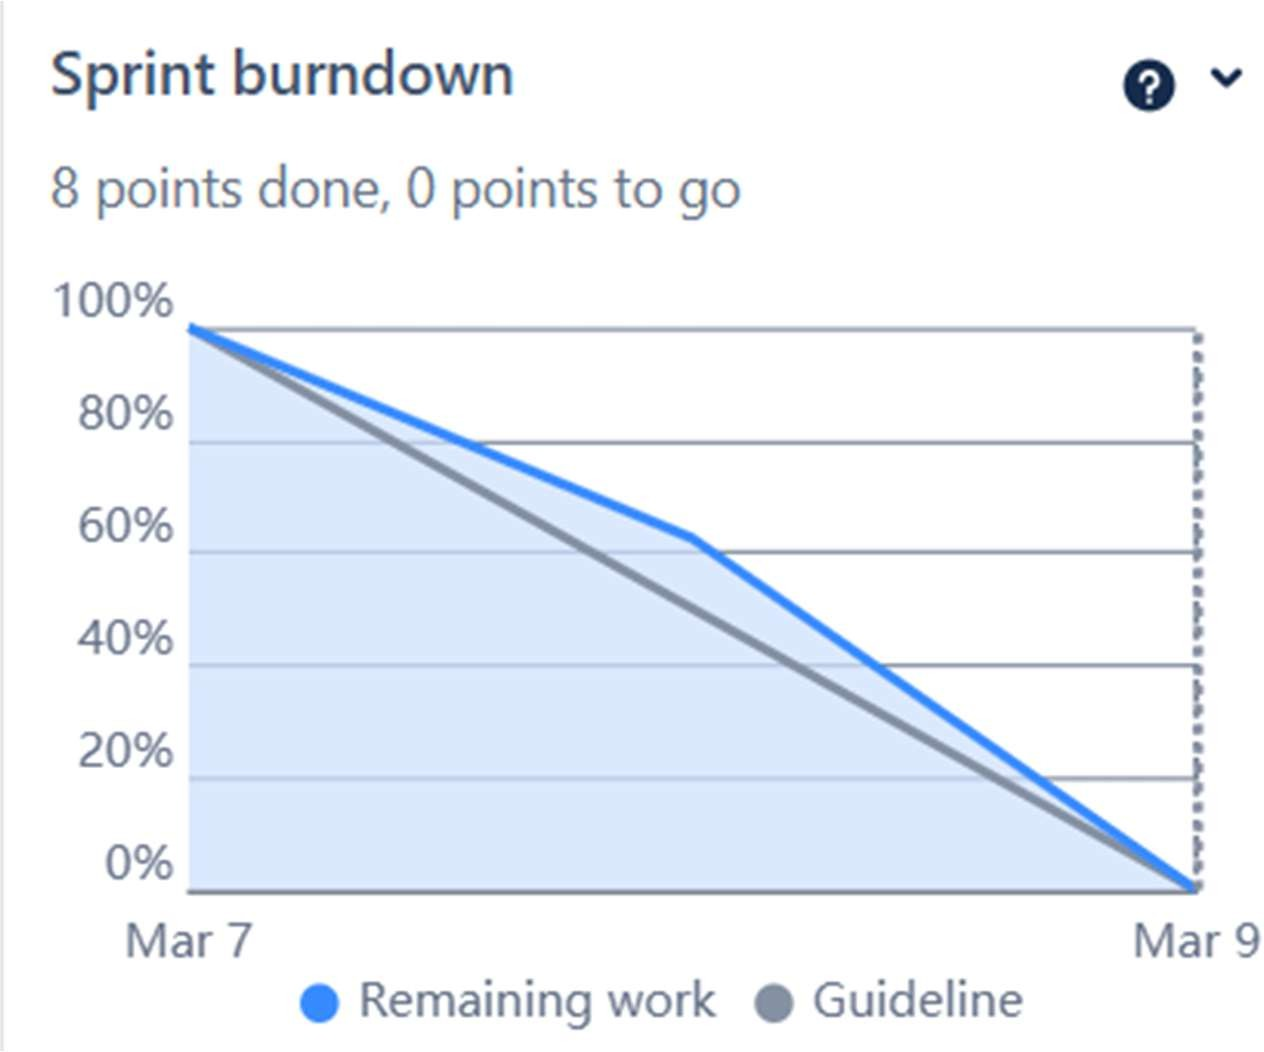 Sprint burndown
?
8 points done, 0 points to go
100%
80%
60%
40%
20%
0%
Mar 7 Mar 9
Remaining work Guideline